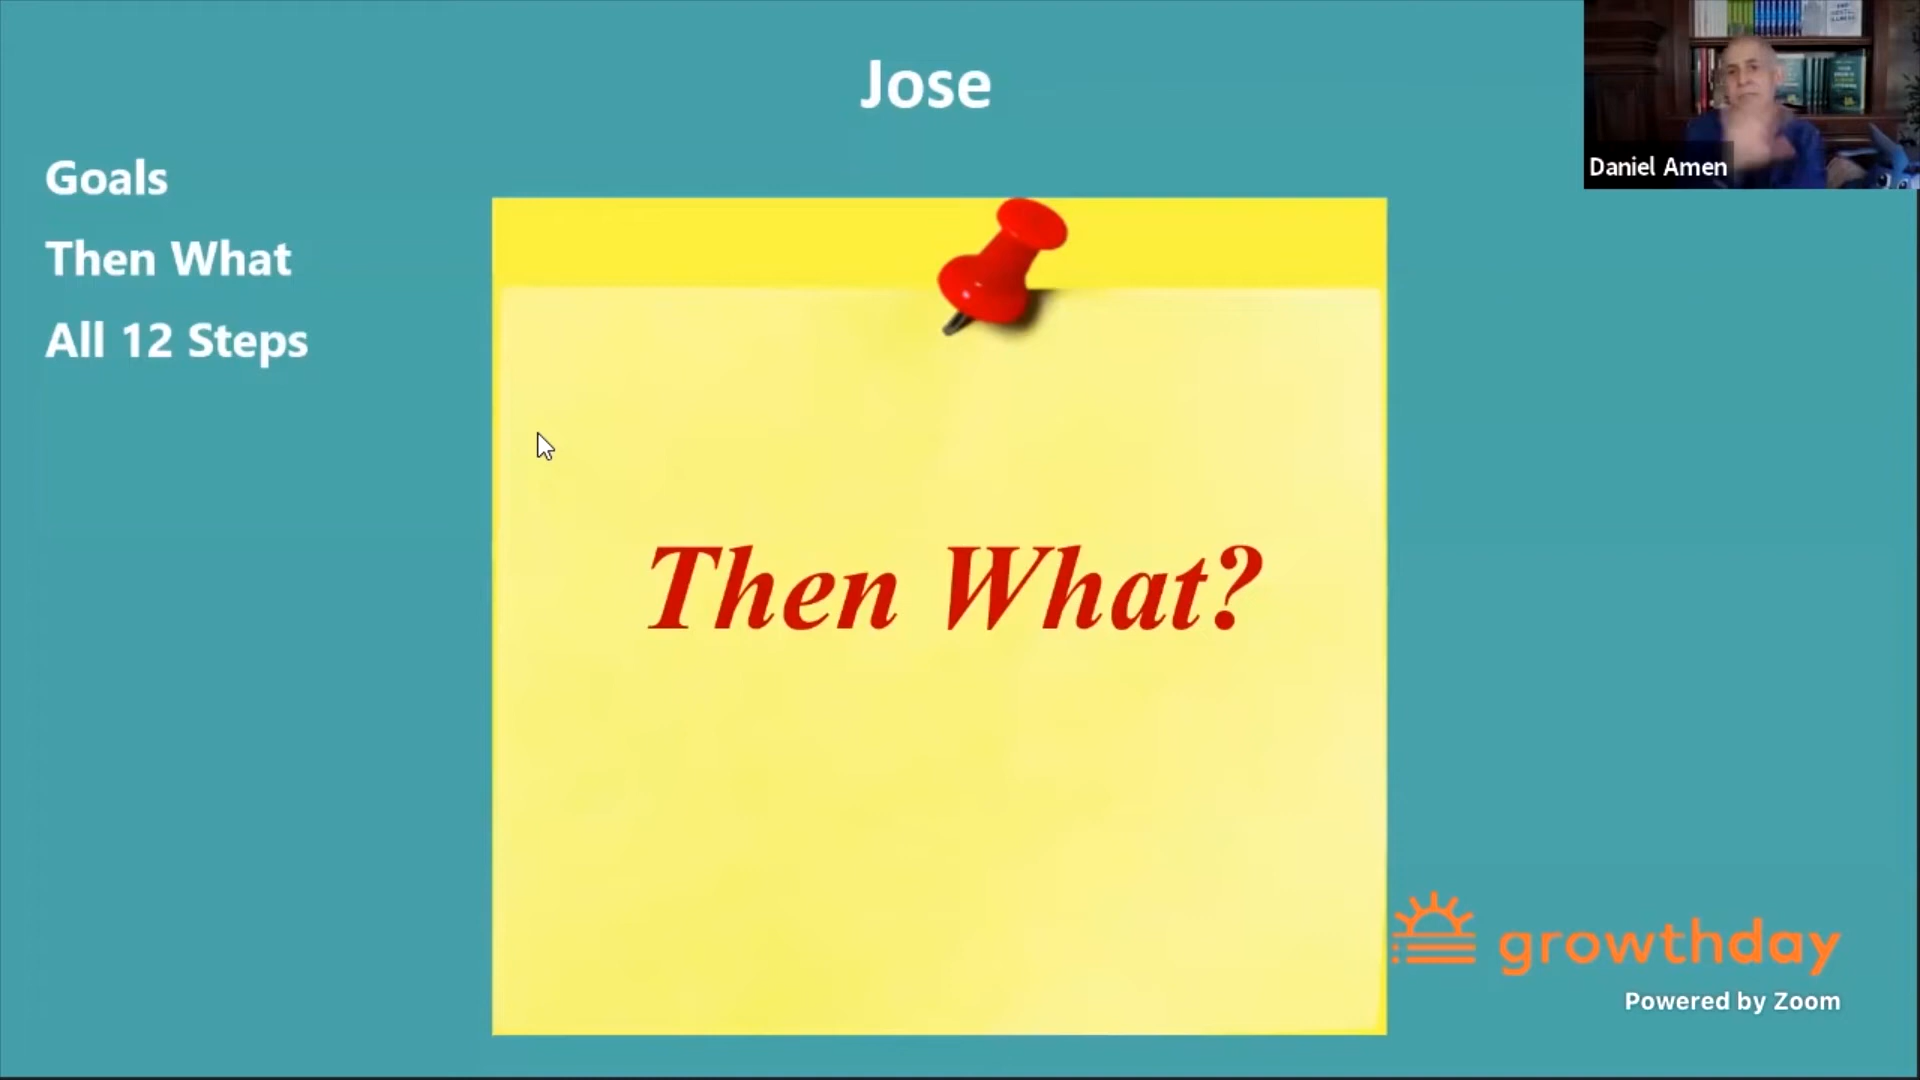 Jose
Daniel Amen
Goals
Then What
All 12 Steps
Then What?
growthday
Powered by Zoom